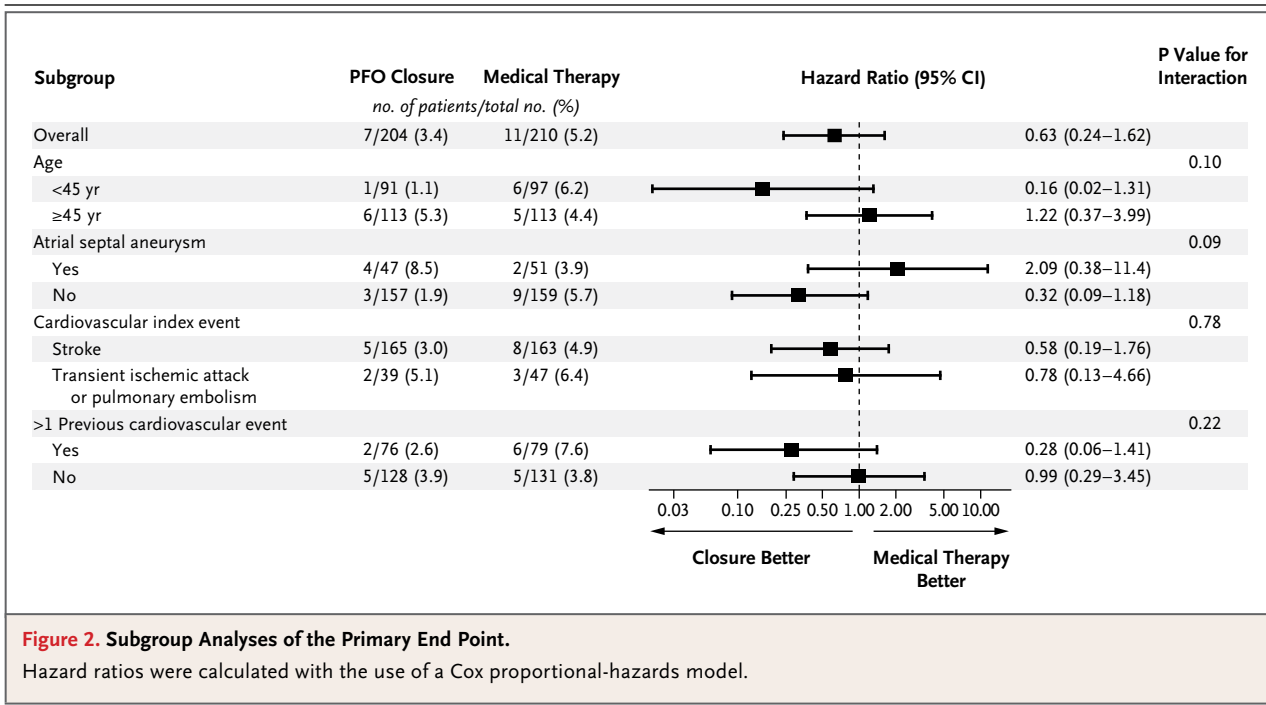 Subgroup PFO Closure Medical Therapy Hazard Ratio (95% CI) P Value for Interaction
no. of patients/total no. (%)
Overall 7/204 (3.4) 11/210 (5.2) 0.63 (0.24–1.62)
Age 0.10
<45 yr 1/91 (1.1) 6/97 (6.2) 0.16 (0.02–1.31)
≥45 yr 6/113 (5.3) 5/113 (4.4) 1.22 (0.37–3.99)
Atrial septal aneurysm 0.09
Yes 4/47 (8.5) 2/51 (3.9) 2.09 (0.38–11.4)
No 3/157 (1.9) 9/159 (5.7) 0.32 (0.09–1.18)
Cardiovascular index event 0.78
Stroke 5/165 (3.0) 8/163 (4.9) 0.58 (0.19–1.76)
Transient ischemic attack 2/39 (5.1) 3/47 (6.4) 0.78 (0.13–4.66)
or pulmonary embolism
>1 Previous cardiovascular event 0.22
Yes 2/76 (2.6) 6/79 (7.6) 0.28 (0.06–1.41)
No 5/128 (3.9) 5/131 (3.8) 0.99 (0.29–3.45)
0.03 0.10 0.25 0.50 1.00 2.00 5.00 10.00
Closure Better Medical Therapy
Better
Figure 2. Subgroup Analyses of the Primary End Point.
Hazard ratios were calculated with the use of a Cox proportional-hazards model.